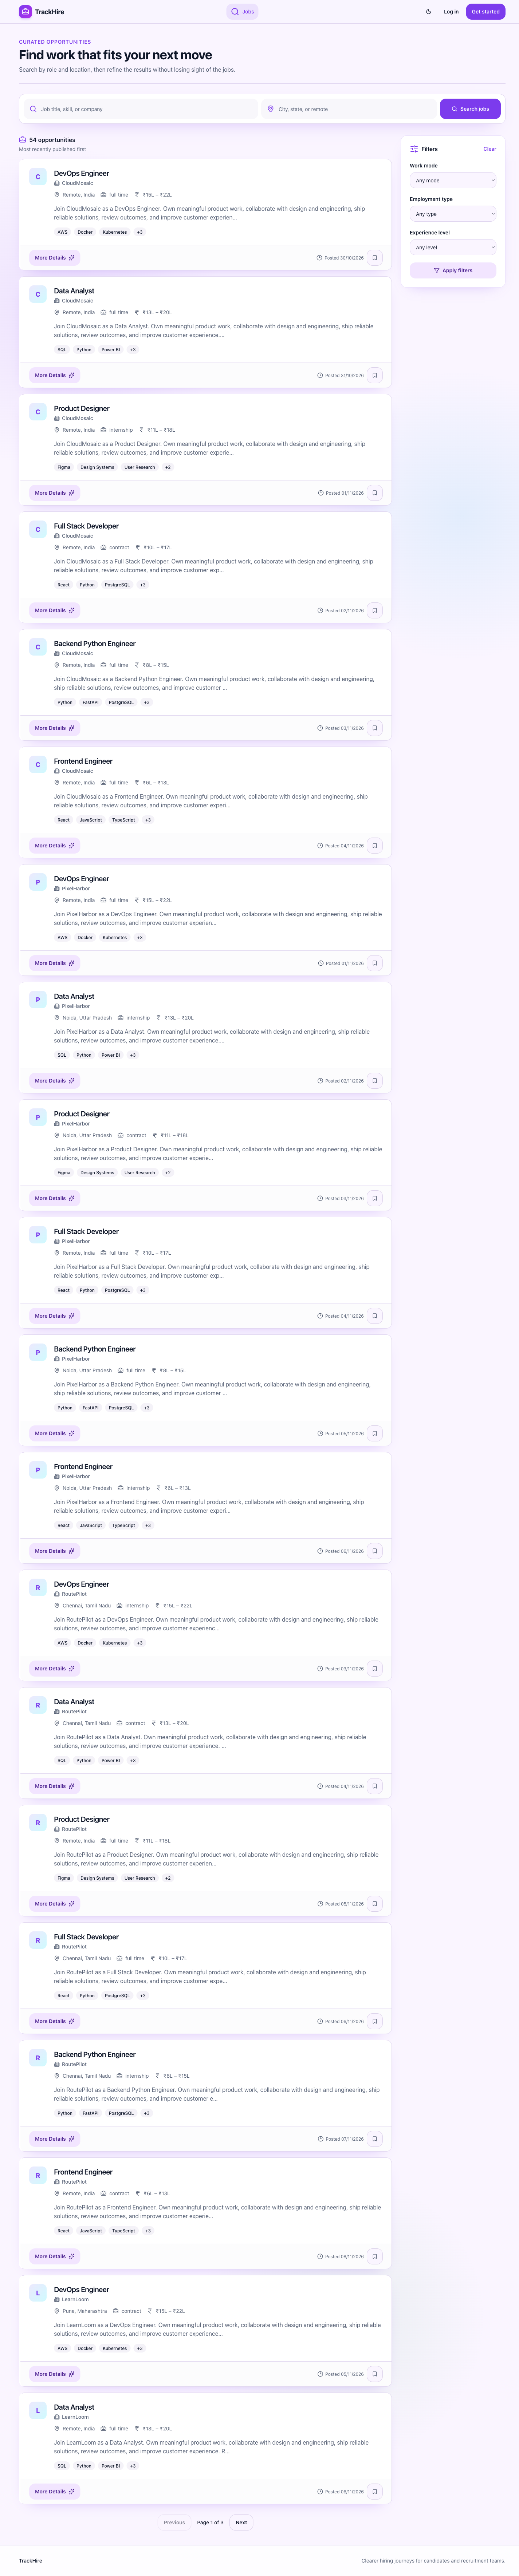 TrackHire
Jobs
Log in
Get started
CURATED OPPORTUNITIES
Find work that fits your next move
Search by role and location, then refine the results without losing sight of the jobs.
Job title, skill, or company
City, state, or remote
Search jobs
54 opportunities
Most recently published first
Filters
Clear
Work mode
Any mode
Employment type
Any type
Experience level
Any level
Apply filters
C
DevOps Engineer
CloudMosaic
Remote, India full time ₹15L – ₹22L
Join CloudMosaic as a DevOps Engineer. Own meaningful product work, collaborate with design and engineering, ship
reliable solutions, review outcomes, and improve customer experien...
AWS Docker Kubernetes +3
More Details Posted 30/10/2026
C
Data Analyst
CloudMosaic
Remote, India full time ₹13L – ₹20L
Join CloudMosaic as a Data Analyst. Own meaningful product work, collaborate with design and engineering, ship reliable
solutions, review outcomes, and improve customer experience....
SQL Python Power BI +3
More Details Posted 31/10/2026
C
Product Designer
CloudMosaic
Remote, India internship ₹11L – ₹18L
Join CloudMosaic as a Product Designer. Own meaningful product work, collaborate with design and engineering, ship
reliable solutions, review outcomes, and improve customer experie...
Figma Design Systems User Research +2
More Details Posted 01/11/2026
C
Full Stack Developer
CloudMosaic
Remote, India contract ₹10L – ₹17L
Join CloudMosaic as a Full Stack Developer. Own meaningful product work, collaborate with design and engineering, ship
reliable solutions, review outcomes, and improve customer exp...
React Python PostgreSQL +3
More Details Posted 02/11/2026
C
Backend Python Engineer
CloudMosaic
Remote, India full time ₹8L – ₹15L
Join CloudMosaic as a Backend Python Engineer. Own meaningful product work, collaborate with design and engineering,
ship reliable solutions, review outcomes, and improve customer ...
Python FastAPI PostgreSQL +3
More Details Posted 03/11/2026
C
Frontend Engineer
CloudMosaic
Remote, India full time ₹6L – ₹13L
Join CloudMosaic as a Frontend Engineer. Own meaningful product work, collaborate with design and engineering, ship
reliable solutions, review outcomes, and improve customer experi...
React JavaScript TypeScript +3
More Details Posted 04/11/2026
P
DevOps Engineer
PixelHarbor
Remote, India full time ₹15L – ₹22L
Join PixelHarbor as a DevOps Engineer. Own meaningful product work, collaborate with design and engineering, ship reliable
solutions, review outcomes, and improve customer experien...
AWS Docker Kubernetes +3
More Details Posted 01/11/2026
P
Data Analyst
PixelHarbor
Noida, Uttar Pradesh internship ₹13L – ₹20L
Join PixelHarbor as a Data Analyst. Own meaningful product work, collaborate with design and engineering, ship reliable
solutions, review outcomes, and improve customer experience....
SQL Python Power BI +3
More Details Posted 02/11/2026
P
Product Designer
PixelHarbor
Noida, Uttar Pradesh contract ₹11L – ₹18L
Join PixelHarbor as a Product Designer. Own meaningful product work, collaborate with design and engineering, ship reliable
solutions, review outcomes, and improve customer experie...
Figma Design Systems User Research +2
More Details Posted 03/11/2026
P
Full Stack Developer
PixelHarbor
Remote, India full time ₹10L – ₹17L
Join PixelHarbor as a Full Stack Developer. Own meaningful product work, collaborate with design and engineering, ship
reliable solutions, review outcomes, and improve customer exp...
React Python PostgreSQL +3
More Details Posted 04/11/2026
P
Backend Python Engineer
PixelHarbor
Noida, Uttar Pradesh full time ₹8L – ₹15L
Join PixelHarbor as a Backend Python Engineer. Own meaningful product work, collaborate with design and engineering,
ship reliable solutions, review outcomes, and improve customer ...
Python FastAPI PostgreSQL +3
More Details Posted 05/11/2026
P
Frontend Engineer
PixelHarbor
Noida, Uttar Pradesh internship ₹6L – ₹13L
Join PixelHarbor as a Frontend Engineer. Own meaningful product work, collaborate with design and engineering, ship
reliable solutions, review outcomes, and improve customer experi...
React JavaScript TypeScript +3
More Details Posted 06/11/2026
R
DevOps Engineer
RoutePilot
Chennai, Tamil Nadu internship ₹15L – ₹22L
Join RoutePilot as a DevOps Engineer. Own meaningful product work, collaborate with design and engineering, ship reliable
solutions, review outcomes, and improve customer experienc...
AWS Docker Kubernetes +3
More Details Posted 03/11/2026
R
Data Analyst
RoutePilot
Chennai, Tamil Nadu contract ₹13L – ₹20L
Join RoutePilot as a Data Analyst. Own meaningful product work, collaborate with design and engineering, ship reliable
solutions, review outcomes, and improve customer experience. ...
SQL Python Power BI +3
More Details Posted 04/11/2026
R
Product Designer
RoutePilot
Remote, India full time ₹11L – ₹18L
Join RoutePilot as a Product Designer. Own meaningful product work, collaborate with design and engineering, ship reliable
solutions, review outcomes, and improve customer experien...
Figma Design Systems User Research +2
More Details Posted 05/11/2026
R
Full Stack Developer
RoutePilot
Chennai, Tamil Nadu full time ₹10L – ₹17L
Join RoutePilot as a Full Stack Developer. Own meaningful product work, collaborate with design and engineering, ship
reliable solutions, review outcomes, and improve customer expe...
React Python PostgreSQL +3
More Details Posted 06/11/2026
R
Backend Python Engineer
RoutePilot
Chennai, Tamil Nadu internship ₹8L – ₹15L
Join RoutePilot as a Backend Python Engineer. Own meaningful product work, collaborate with design and engineering, ship
reliable solutions, review outcomes, and improve customer e...
Python FastAPI PostgreSQL +3
More Details Posted 07/11/2026
R
Frontend Engineer
RoutePilot
Remote, India contract ₹6L – ₹13L
Join RoutePilot as a Frontend Engineer. Own meaningful product work, collaborate with design and engineering, ship
reliable solutions, review outcomes, and improve customer experi...
React JavaScript TypeScript +3
More Details Posted 08/11/2026
L
DevOps Engineer
LearnLoom
Pune, Maharashtra contract ₹15L – ₹22L
Join LearnLoom as a DevOps Engineer. Own meaningful product work, collaborate with design and engineering, ship reliable
solutions, review outcomes, and improve customer experience...
AWS Docker Kubernetes +3
More Details Posted 05/11/2026
L
Data Analyst
LearnLoom
Remote, India full time ₹13L – ₹20L
Join LearnLoom as a Data Analyst. Own meaningful product work, collaborate with design and engineering, ship reliable
solutions, review outcomes, and improve customer experience. R...
SQL Python Power BI +3
More Details Posted 06/11/2026
Previous Page 1 of 3 Next
TrackHire
Clearer hiring journeys for candidates and recruitment teams.